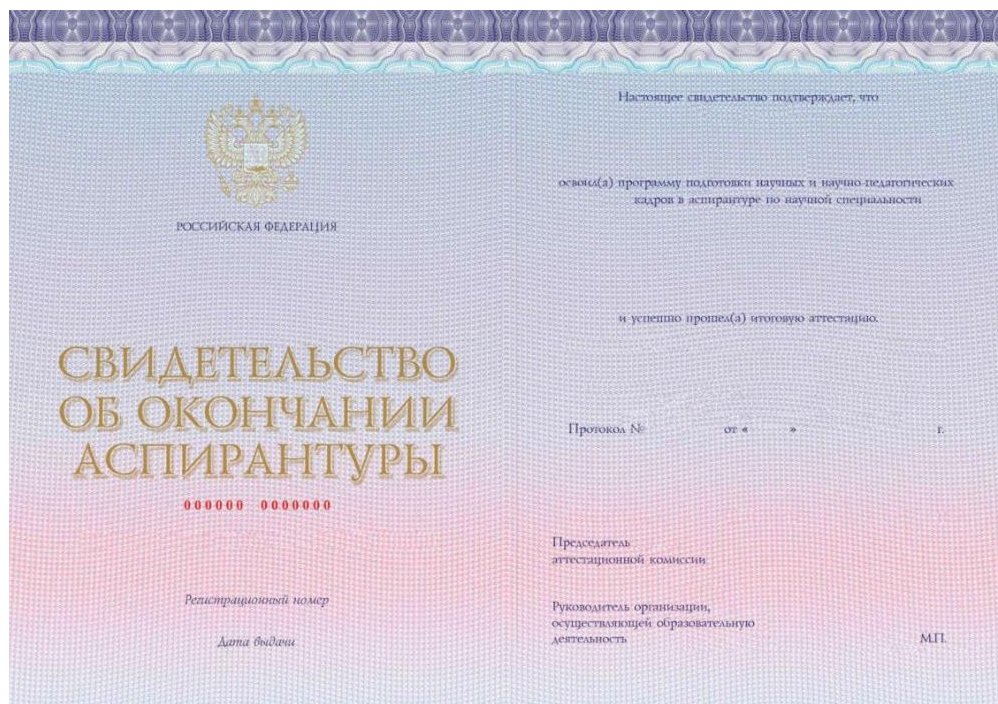 РОССИЙСКАЯ ФЕДЕРАЦИЯ
СВИДЕТЕЛЬСТВО
ОБ ОКОНЧАНИИ
АСПИРАНТУРЫ
000000 0000000
Регистрационный номер
Дата выдачи
Настоящее свидетельство подтверждает, что
освоил(а) программу подготовки научных и научно-педагогических
кадров в аспирантуре по научной специальности
и успешно прошел(а) итоговую аттестацию.
Протокол № от « » г.
Председатель
аттестационной комиссии
Руководитель организации,
осуществляющей образовательную
деятельность М.П.